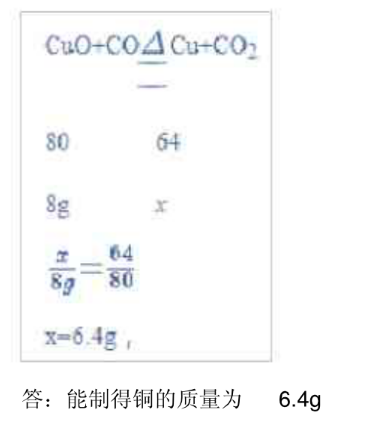 CuO+CO △ Cu+CO₂
80 64
8g x
x/8g = 64/80
x=6.4g ,
答：能制得铜的质量为 6.4g